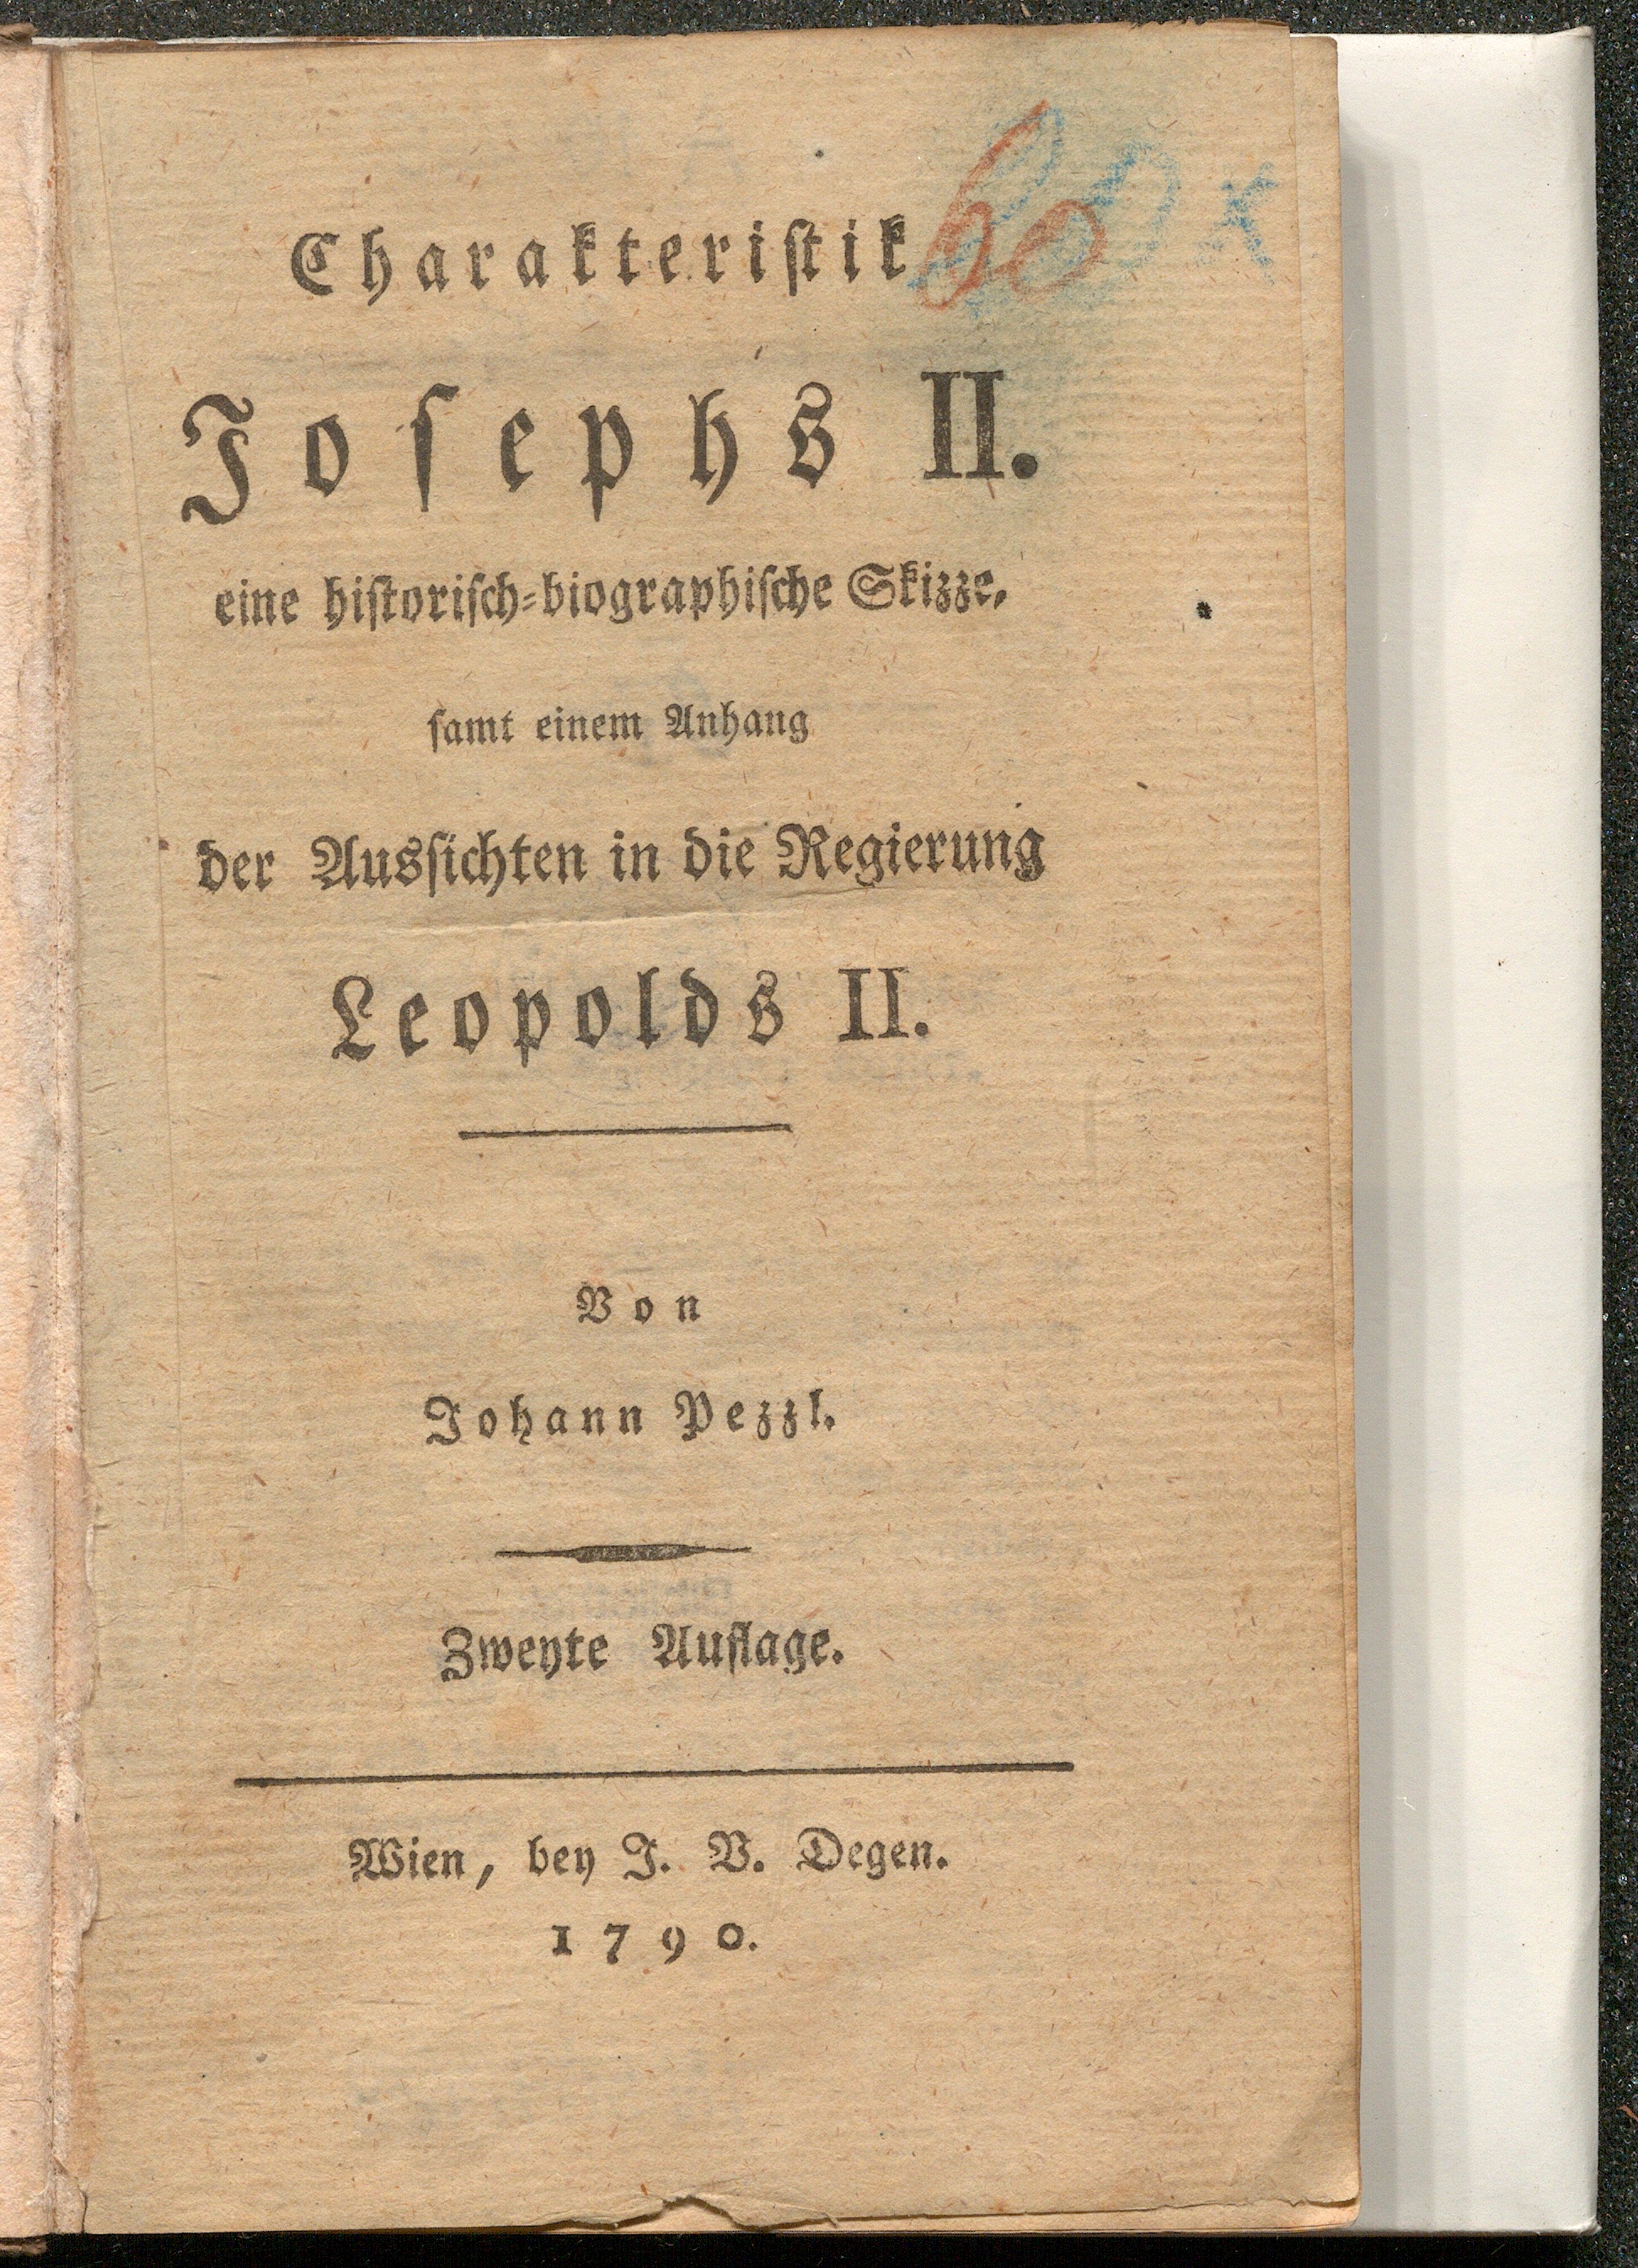 Charakteriſtik
60 K
Joſephs II.
eine hiſtoriſch-biographiſche Skizze,
ſamt einem Anhang
der Ausſichten in die Regierung
Leopolds II.
Von
Johann Pezzl.
Zweyte Auflage.
Wien, bey J. V. Degen.
1790.